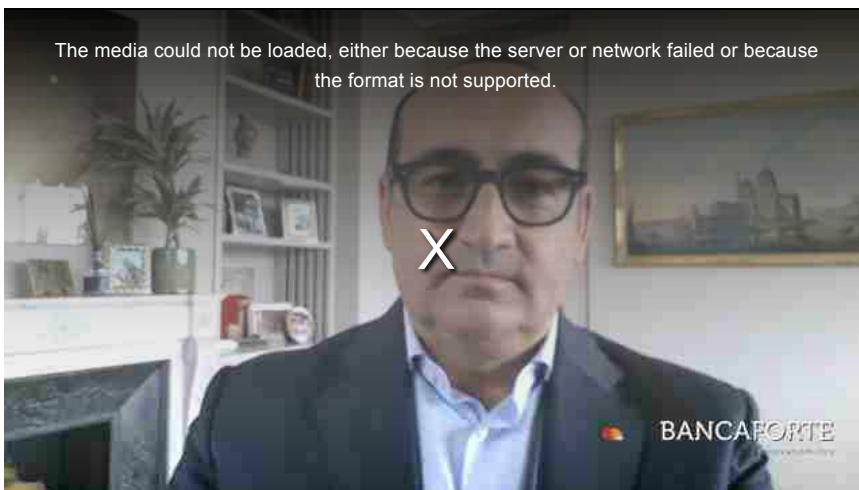 The media could not be loaded, either because the server or network failed or because
the format is not supported.
X
BANCAFORTE